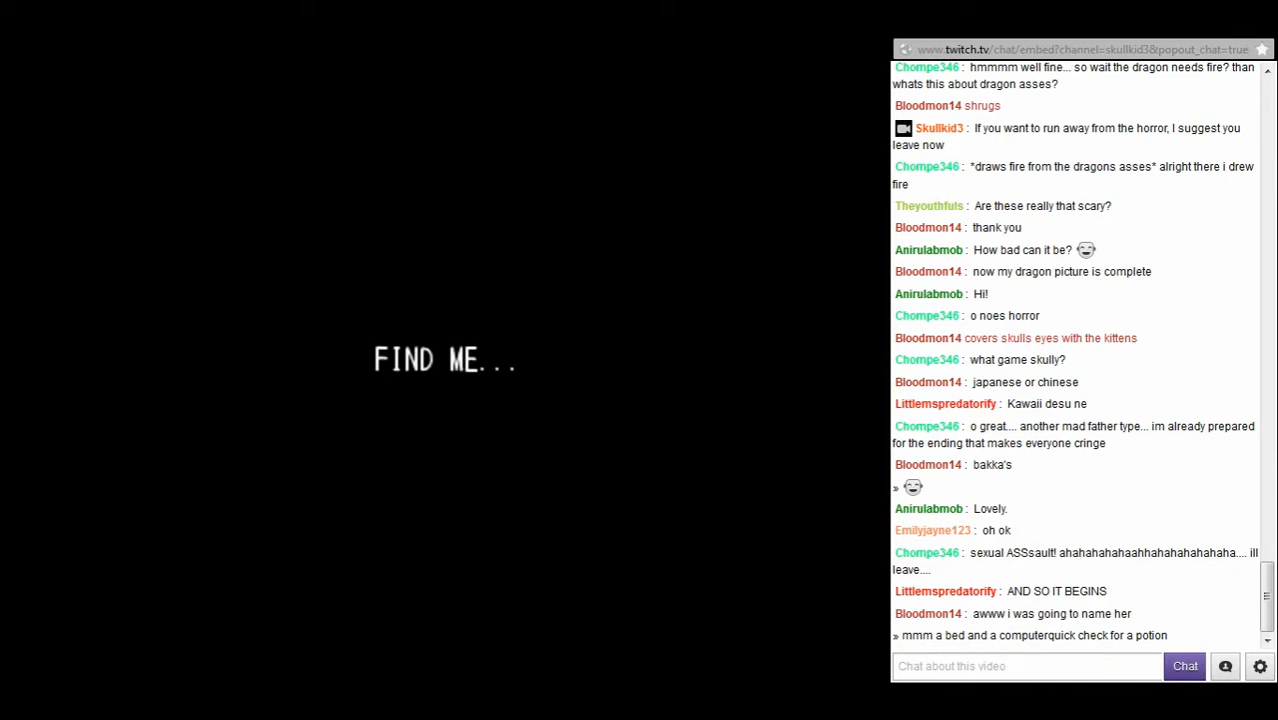 FIND ME...
www.twitch.tv/chat/embed?channel=skullkid3&popout_chat=true
Chompe346 : hmmmm well fine... so wait the dragon needs fire? than
whats this about dragon asses?
Bloodmon14 shrugs
Skullkid3 : If you want to run away from the horror, I suggest you
leave now
Chompe346 : *draws fire from the dragons asses* alright there i drew
fire
Theyouthfuls : Are these really that scary?
Bloodmon14 : thank you
Anirulabmob : How bad can it be?
Bloodmon14 : now my dragon picture is complete
Anirulabmob : Hi!
Chompe346 : o noes horror
Bloodmon14 covers skulls eyes with the kittens
Chompe346 : what game skully?
Bloodmon14 : japanese or chinese
Littlemspredatorify : Kawaii desu ne
Chompe346 : o great.... another mad father type... im already prepared
for the ending that makes everyone cringe
Bloodmon14 : bakka's
»
Anirulabmob : Lovely.
Emilyjayne123 : oh ok
Chompe346 : sexual ASSsault! ahahahahahaahhahahahahahaha.... ill
leave....
Littlemspredatorify : AND SO IT BEGINS
Bloodmon14 : awww i was going to name her
» mmm a bed and a computerquick check for a potion
Chat about this video
Chat